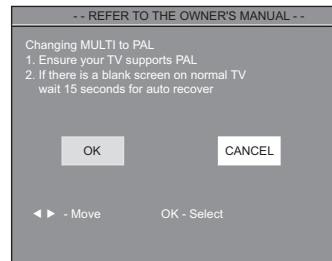 - - REFER TO THE OWNER'S MANUAL - -
Changing MULTI to PAL
1. Ensure your TV supports PAL
2. If there is a blank screen on normal TV
wait 15 seconds for auto recover
OK CANCEL
◀ ▶ - Move OK - Select